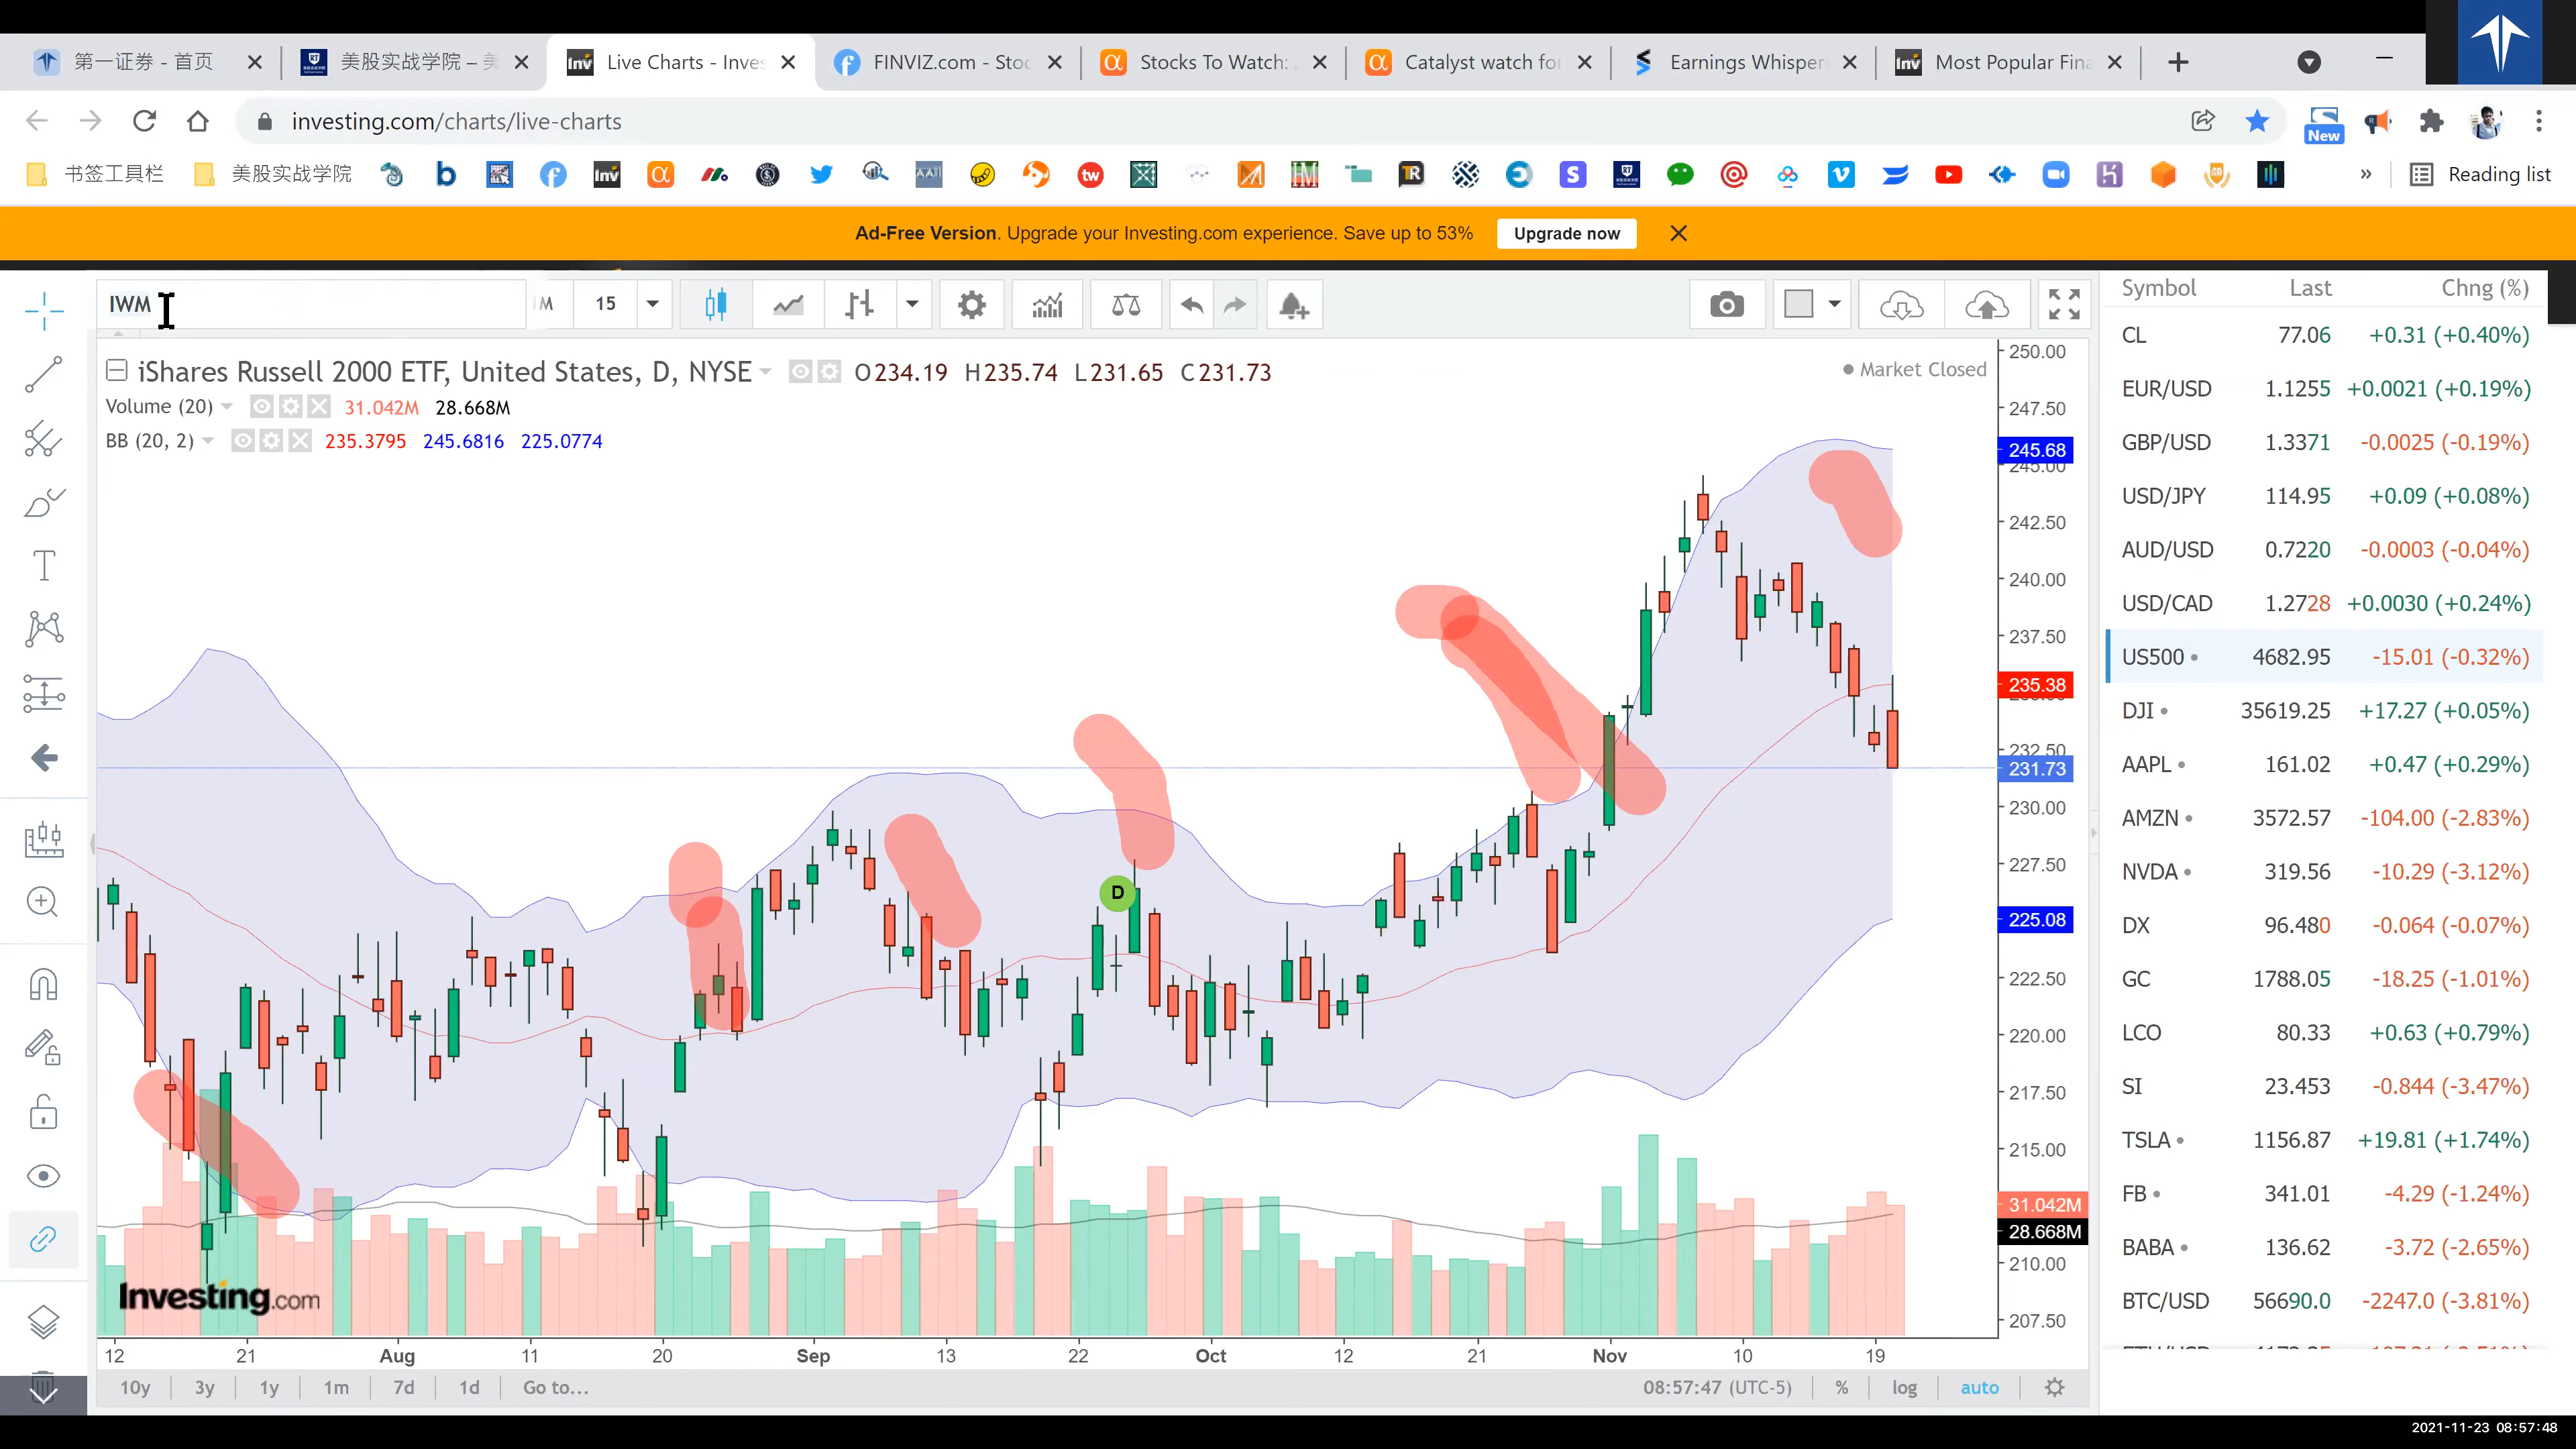 第一证券 - 首页
美股实战学院 – 美
Live Charts - Inves
FINVIZ.com - Stoc
Stocks To Watch:
Catalyst watch for
Earnings Whisper
Most Popular Fina
investing.com/charts/live-charts
New
书签工具栏
美股实战学院
Reading list
Ad-Free Version. Upgrade your Investing.com experience. Save up to 53%
Upgrade now
IWM
M
15
iShares Russell 2000 ETF, United States, D, NYSE
O234.19 H235.74 L231.65 C231.73
Market Closed
Volume (20) 31.042M 28.668M
BB (20, 2) 235.3795 245.6816 225.0774
250.00
247.50
245.68
245.00
242.50
240.00
237.50
235.38
232.50
231.73
230.00
227.50
225.08
222.50
220.00
217.50
215.00
31.042M
28.668M
210.00
207.50
D
Investing.com
12 21 Aug 11 20 Sep 13 22 Oct 12 21 Nov 10 19
10y 3y 1y 1m 7d 1d Go to...
08:57:47 (UTC-5) % log auto
Symbol Last Chng (%)
CL 77.06 +0.31 (+0.40%)
EUR/USD 1.1255 +0.0021 (+0.19%)
GBP/USD 1.3371 -0.0025 (-0.19%)
USD/JPY 114.95 +0.09 (+0.08%)
AUD/USD 0.7220 -0.0003 (-0.04%)
USD/CAD 1.2728 +0.0030 (+0.24%)
US500 4682.95 -15.01 (-0.32%)
DJI 35619.25 +17.27 (+0.05%)
AAPL 161.02 +0.47 (+0.29%)
AMZN 3572.57 -104.00 (-2.83%)
NVDA 319.56 -10.29 (-3.12%)
DX 96.480 -0.064 (-0.07%)
GC 1788.05 -18.25 (-1.01%)
LCO 80.33 +0.63 (+0.79%)
SI 23.453 -0.844 (-3.47%)
TSLA 1156.87 +19.81 (+1.74%)
FB 341.01 -4.29 (-1.24%)
BABA 136.62 -3.72 (-2.65%)
BTC/USD 56690.0 -2247.0 (-3.81%)
2021-11-23 08:57:48